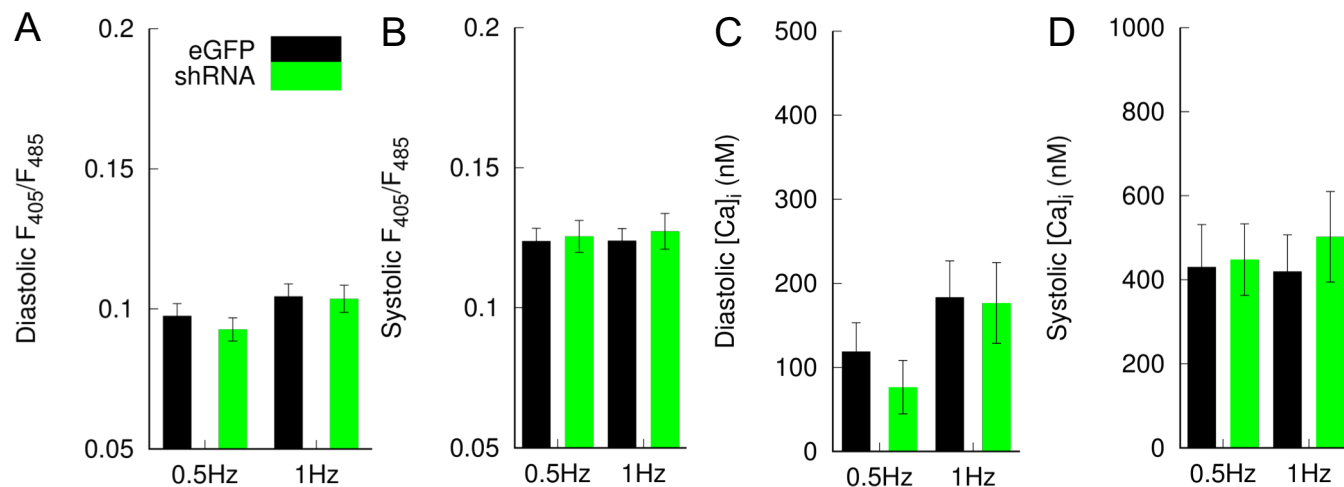 A
Diastolic F405/F485
0.2
0.15
0.1
0.05
eGFP
shRNA
0.5Hz
1Hz
B
Systolic F405/F485
0.2
0.15
0.1
0.05
0.5Hz
1Hz
C
Diastolic [Ca]i (nM)
500
400
300
200
100
0
0.5Hz
1Hz
D
Systolic [Ca]i (nM)
1000
800
600
400
200
0
0.5Hz
1Hz